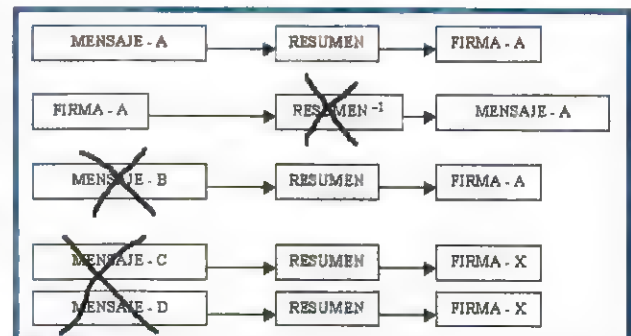 MENSAJE - A RESUMEN FIRMA - A
FIRMA - A RESUMEN -1 MENSAJE - A
MENSAJE - B RESUMEN FIRMA - A
MENSAJE - C RESUMEN FIRMA - X
MENSAJE - D RESUMEN FIRMA - X